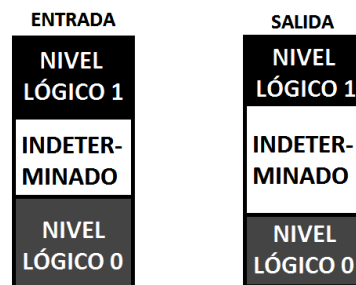 ENTRADA
NIVEL
LÓGICO 1
INDETER-
MINADO
NIVEL
LÓGICO 0
SALIDA
NIVEL
LÓGICO 1
INDETER-
MINADO
NIVEL
LÓGICO 0